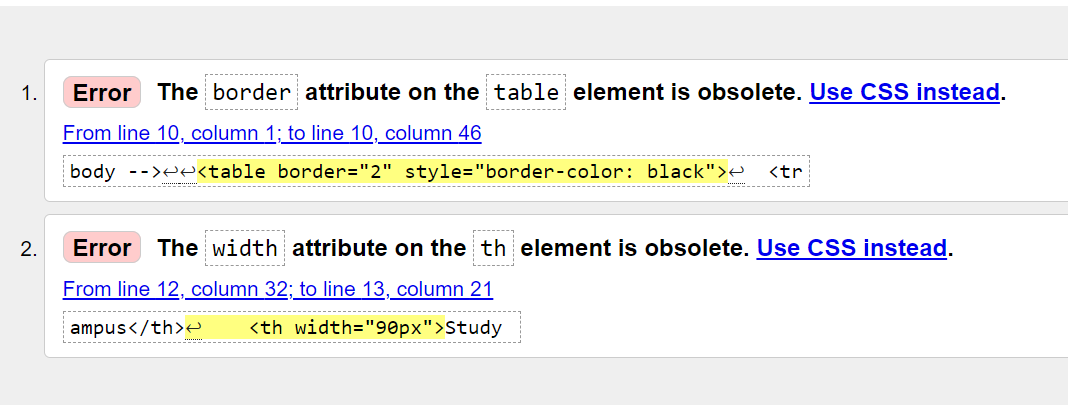 1. Error The border attribute on the table element is obsolete. Use CSS instead.
From line 10, column 1; to line 10, column 46
body -->↩↩<table border="2" style="border-color: black">↩  <tr
2. Error The width attribute on the th element is obsolete. Use CSS instead.
From line 12, column 32; to line 13, column 21
ampus</th>↩    <th width="90px">Study